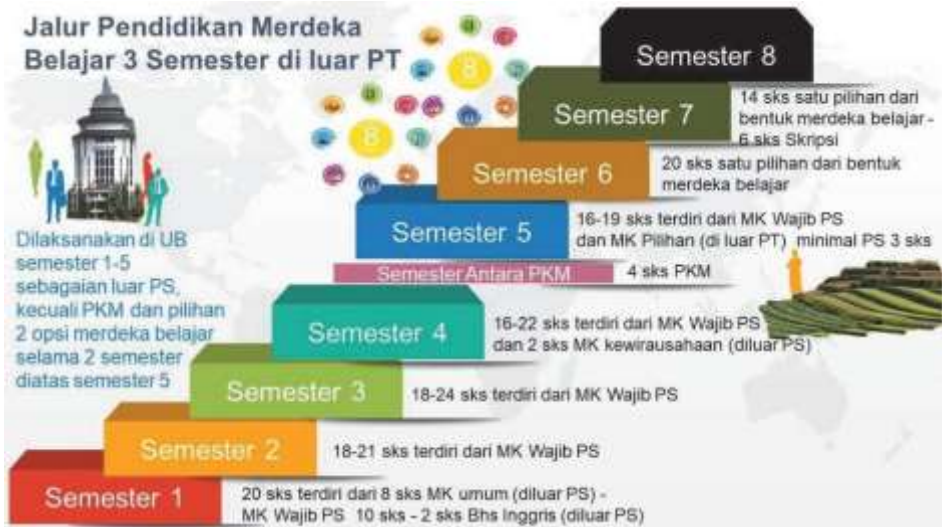 Jalur Pendidikan Merdeka
Belajar 3 Semester di luar PT
Semester 8
Semester 7
14 sks satu pilihan dari
bentuk merdeka belajar -
6 sks Skripsi
8
8
Semester 6
20 sks satu pilihan dari bentuk
merdeka belajar
Semester 5
16-19 sks terdiri dari MK Wajib PS
dan MK Pilihan (di luar PT) minimal PS 3 sks
Semester Antara PKM
4 sks PKM
Dilaksanakan di UB
semester 1-5
sebagaian luar PS,
kecuali PKM dan pilihan
2 opsi merdeka belajar
selama 2 semester
diatas semester 5
Semester 4
16-22 sks terdiri dari MK Wajib PS
dan 2 sks MK kewirausahaan (diluar PS)
Semester 3
18-24 sks terdiri dari MK Wajib PS
Semester 2
18-21 sks terdiri dari MK Wajib PS
Semester 1
20 sks terdiri dari 8 sks MK umum (diluar PS) -
MK Wajib PS 10 sks - 2 sks Bhs Inggris (diluar PS)